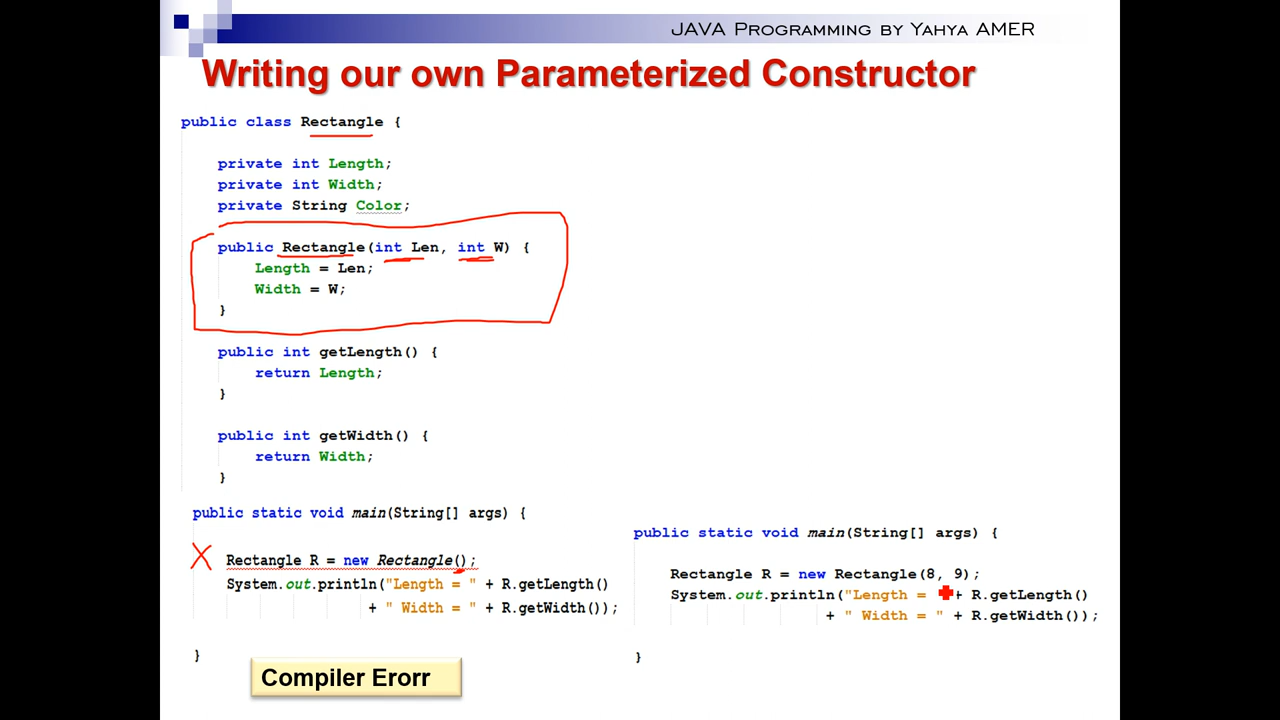 JAVA Programming by Yahya AMER
Writing our own Parameterized Constructor
public class Rectangle {
private int Length;
private int Width;
private String Color;
public Rectangle(int Len, int W) {
Length = Len;
Width = W;
}
public int getLength() {
return Length;
}
public int getWidth() {
return Width;
}
public static void main(String[] args) {
X Rectangle R = new Rectangle();
System.out.println("Length = " + R.getLength()
+ " Width = " + R.getWidth());
}
Compiler Erorr
public static void main(String[] args) {
Rectangle R = new Rectangle(8, 9);
System.out.println("Length = + R.getLength()
+ " Width = " + R.getWidth());
}